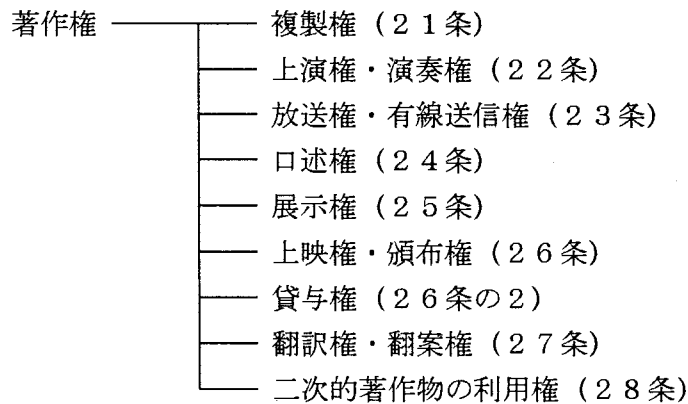 著作権 複製権（２１条）
上演権・演奏権（２２条）
放送権・有線送信権（２３条）
口述権（２４条）
展示権（２５条）
上映権・頒布権（２６条）
貸与権（２６条の２）
翻訳権・翻案権（２７条）
二次的著作物の利用権（２８条）